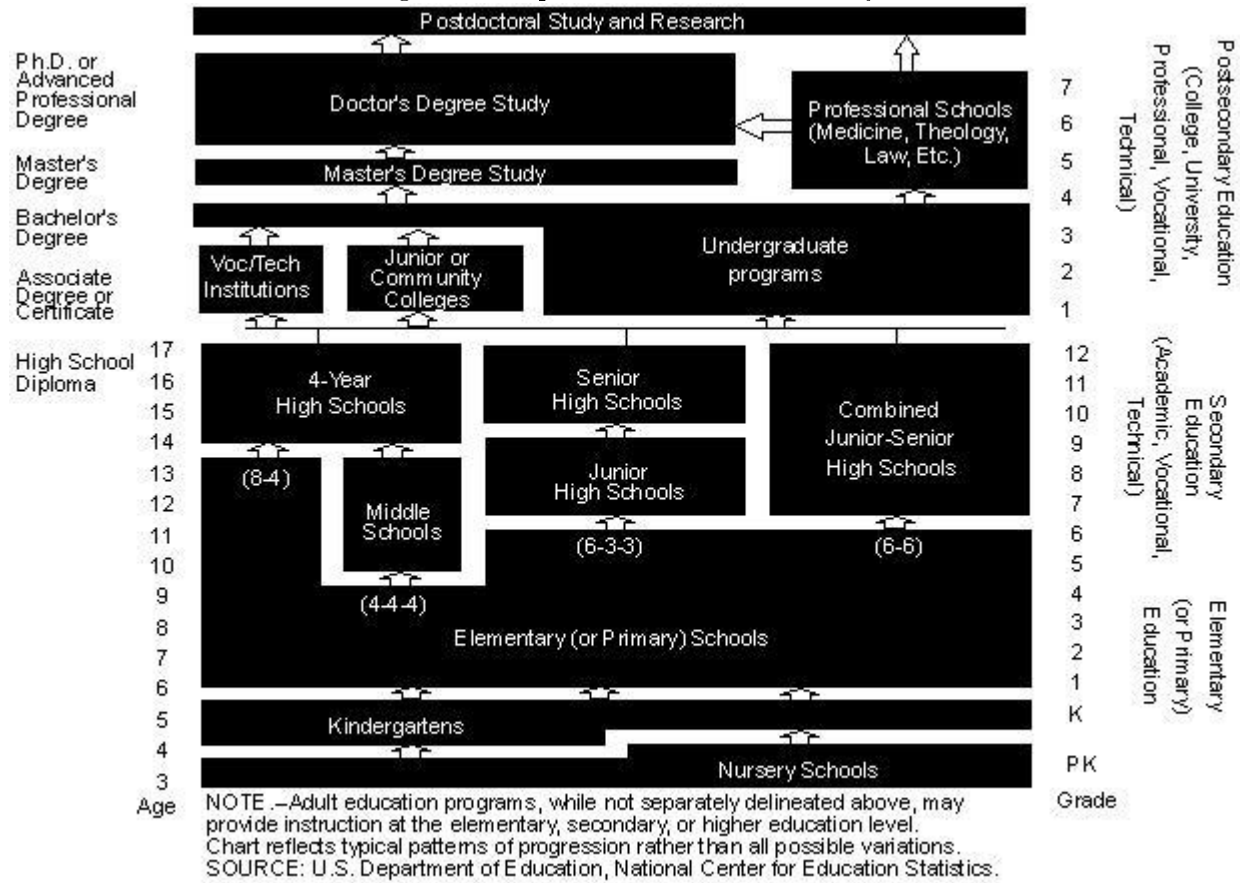 Postdoctoral Study and Research
Ph.D. or
Advanced
Professional
Degree
Doctor's Degree Study
Professional Schools
(Medicine, Theology,
Law, Etc.)
7
6
5
Master's
Degree
Master's Degree Study
4
Bachelor's
Degree
Undergraduate
programs
3
2
1
Voc/Tech
Institutions
Junior or
Community
Colleges
Associate
Degree or
Certificate
Postsecondary Education
(College, University,
Professional, Vocational,
Technical)
High School
Diploma
17
16
15
14
13
12
11
10
9
8
7
6
5
4
3
Age
4-Year
High Schools
Senior
High Schools
Combined
Junior-Senior
High Schools
(8-4)
Middle
Schools
Junior
High Schools
(6-3-3)
(6-6)
(4-4-4)
Elementary (or Primary) Schools
Kindergartens
Nursery Schools
12
11
10
9
8
7
6
5
4
3
2
1
K
PK
Grade
Secondary
Education
(Academic, Vocational,
Technical)
Elementary
(or Primary)
Education
NOTE.–Adult education programs, while not separately delineated above, may
provide instruction at the elementary, secondary, or higher education level.
Chart reflects typical patterns of progression rather than all possible variations.
SOURCE: U.S. Department of Education, National Center for Education Statistics.